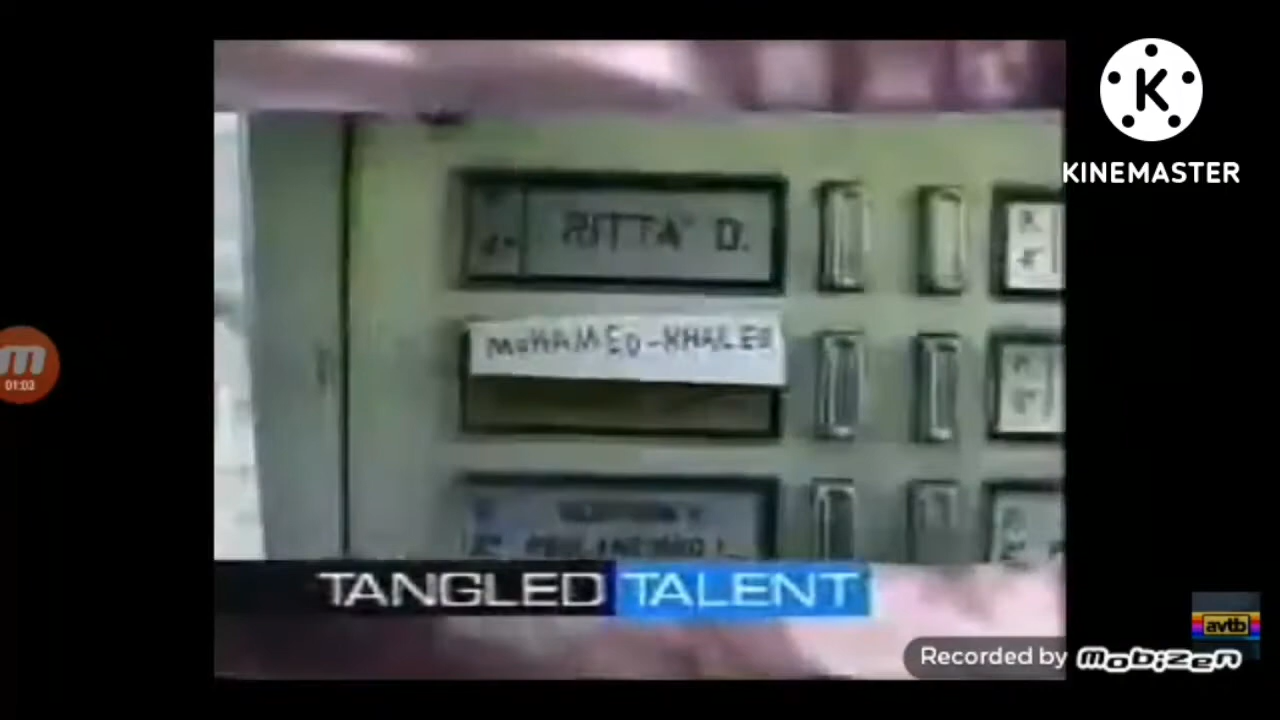 K
KINEMASTER
RITTA' D.
MOHAMED-KHALED
01:03
TANGLED TALENT
avtb
Recorded by mobizen